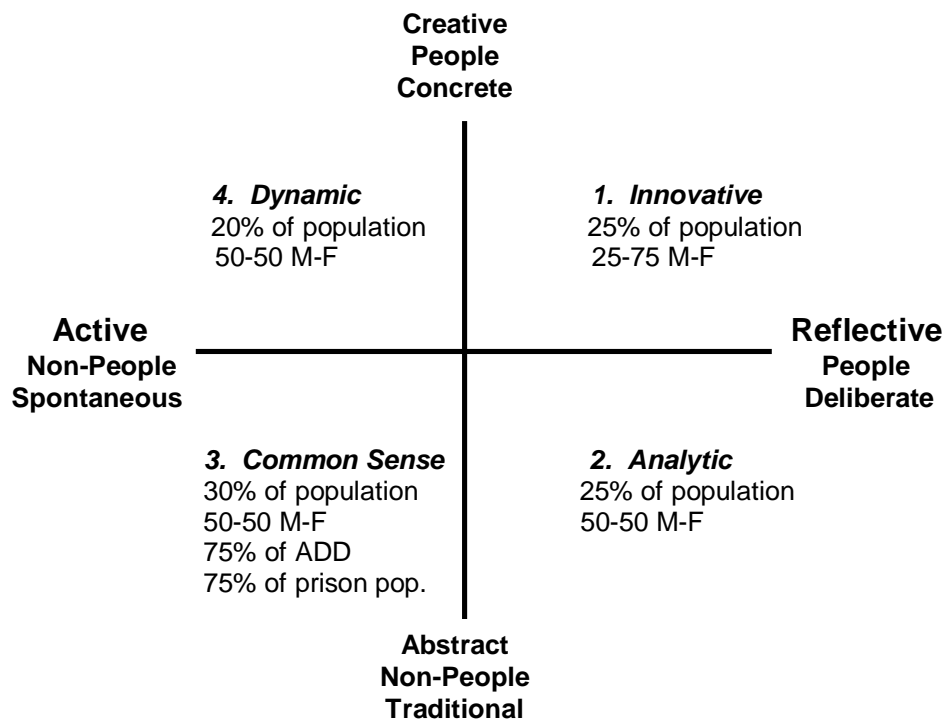 Creative
People
Concrete
4. Dynamic
20% of population
50-50 M-F
1. Innovative
25% of population
25-75 M-F
Active
Non-People
Spontaneous
Reflective
People
Deliberate
3. Common Sense
30% of population
50-50 M-F
75% of ADD
75% of prison pop.
2. Analytic
25% of population
50-50 M-F
Abstract
Non-People
Traditional